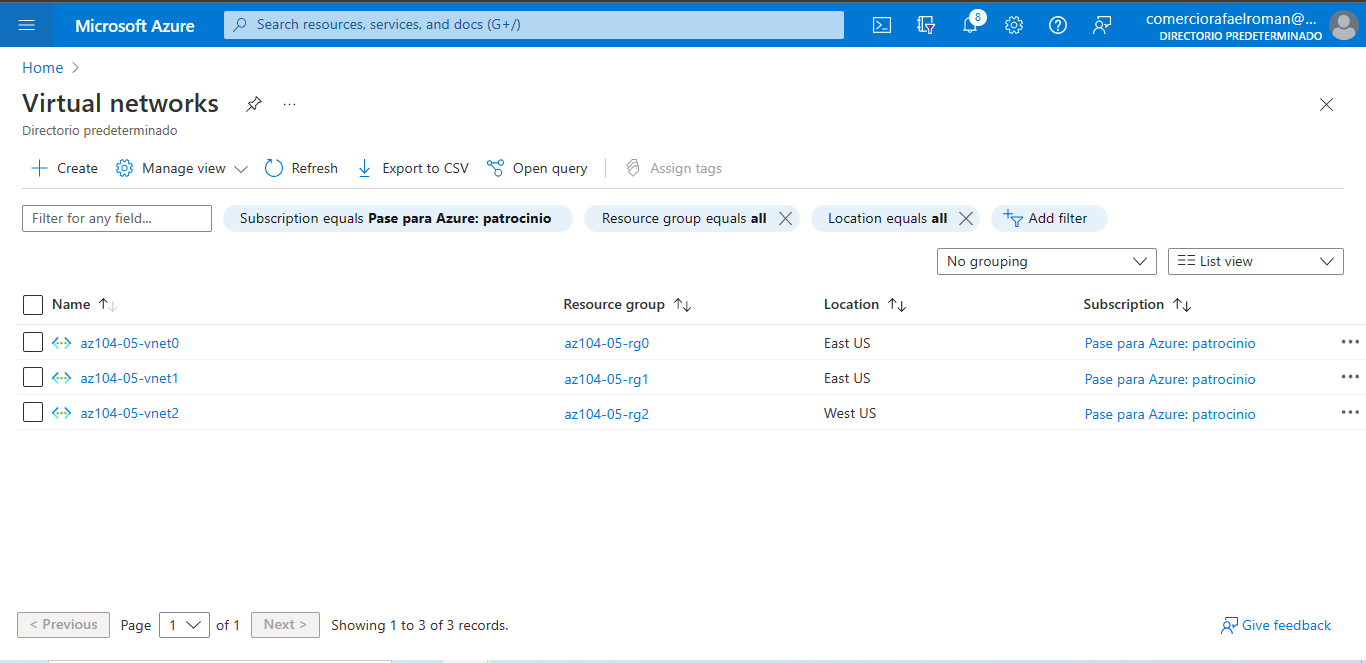 Microsoft Azure
Search resources, services, and docs (G+/)
8
comerciorafaelroman@...
DIRECTORIO PREDETERMINADO
Home
Virtual networks
...
Directorio predeterminado
Create
Manage view
Refresh
Export to CSV
Open query
Assign tags
Filter for any field...
Subscription equals Pase para Azure: patrocinio
Resource group equals all
Location equals all
Add filter
No grouping
List view
Name Resource group Location Subscription
az104-05-vnet0 az104-05-rg0 East US Pase para Azure: patrocinio
az104-05-vnet1 az104-05-rg1 East US Pase para Azure: patrocinio
az104-05-vnet2 az104-05-rg2 West US Pase para Azure: patrocinio
< Previous Page 1 of 1 Next > Showing 1 to 3 of 3 records.
Give feedback